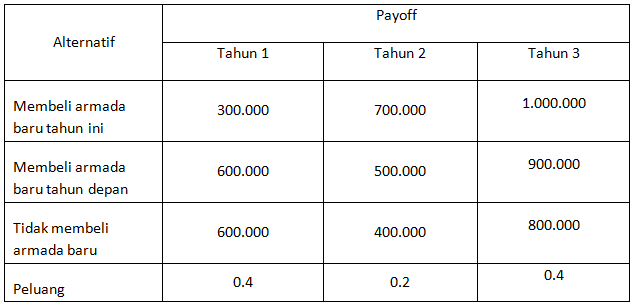 Alternatif
Payoff
Tahun 1 Tahun 2 Tahun 3
Membeli armada
baru tahun ini
300.000 700.000 1.000.000
Membeli armada
baru tahun depan
600.000 500.000 900.000
Tidak membeli
armada baru
600.000 400.000 800.000
Peluang 0.4 0.2 0.4